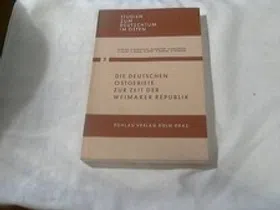 STUDIEN
ZUM
DEUTSCHTUM
IM OSTEN
DIE DEUTSCHEN
OSTGEBIETE
ZUR ZEIT DER
WEIMARER REPUBLIK
BÖHLAU VERLAG KÖLN GRAZ